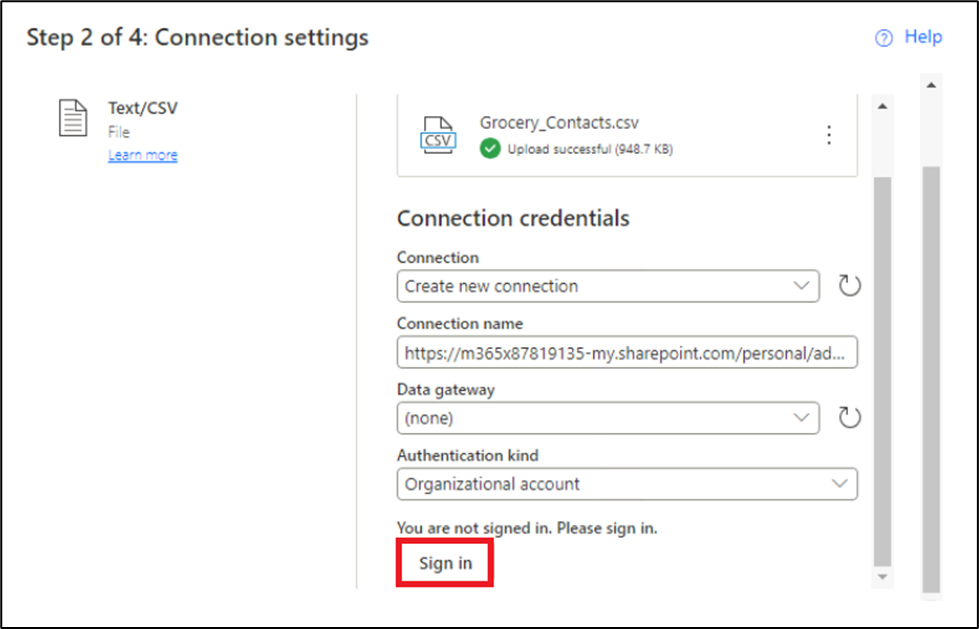 Step 2 of 4: Connection settings
Help
Text/CSV
File
Learn more
CSV
Grocery_Contacts.csv
Upload successful (948.7 KB)
Connection credentials
Connection
Create new connection
Connection name
https://m365x87819135-my.sharepoint.com/personal/ad...
Data gateway
(none)
Authentication kind
Organizational account
You are not signed in. Please sign in.
Sign in